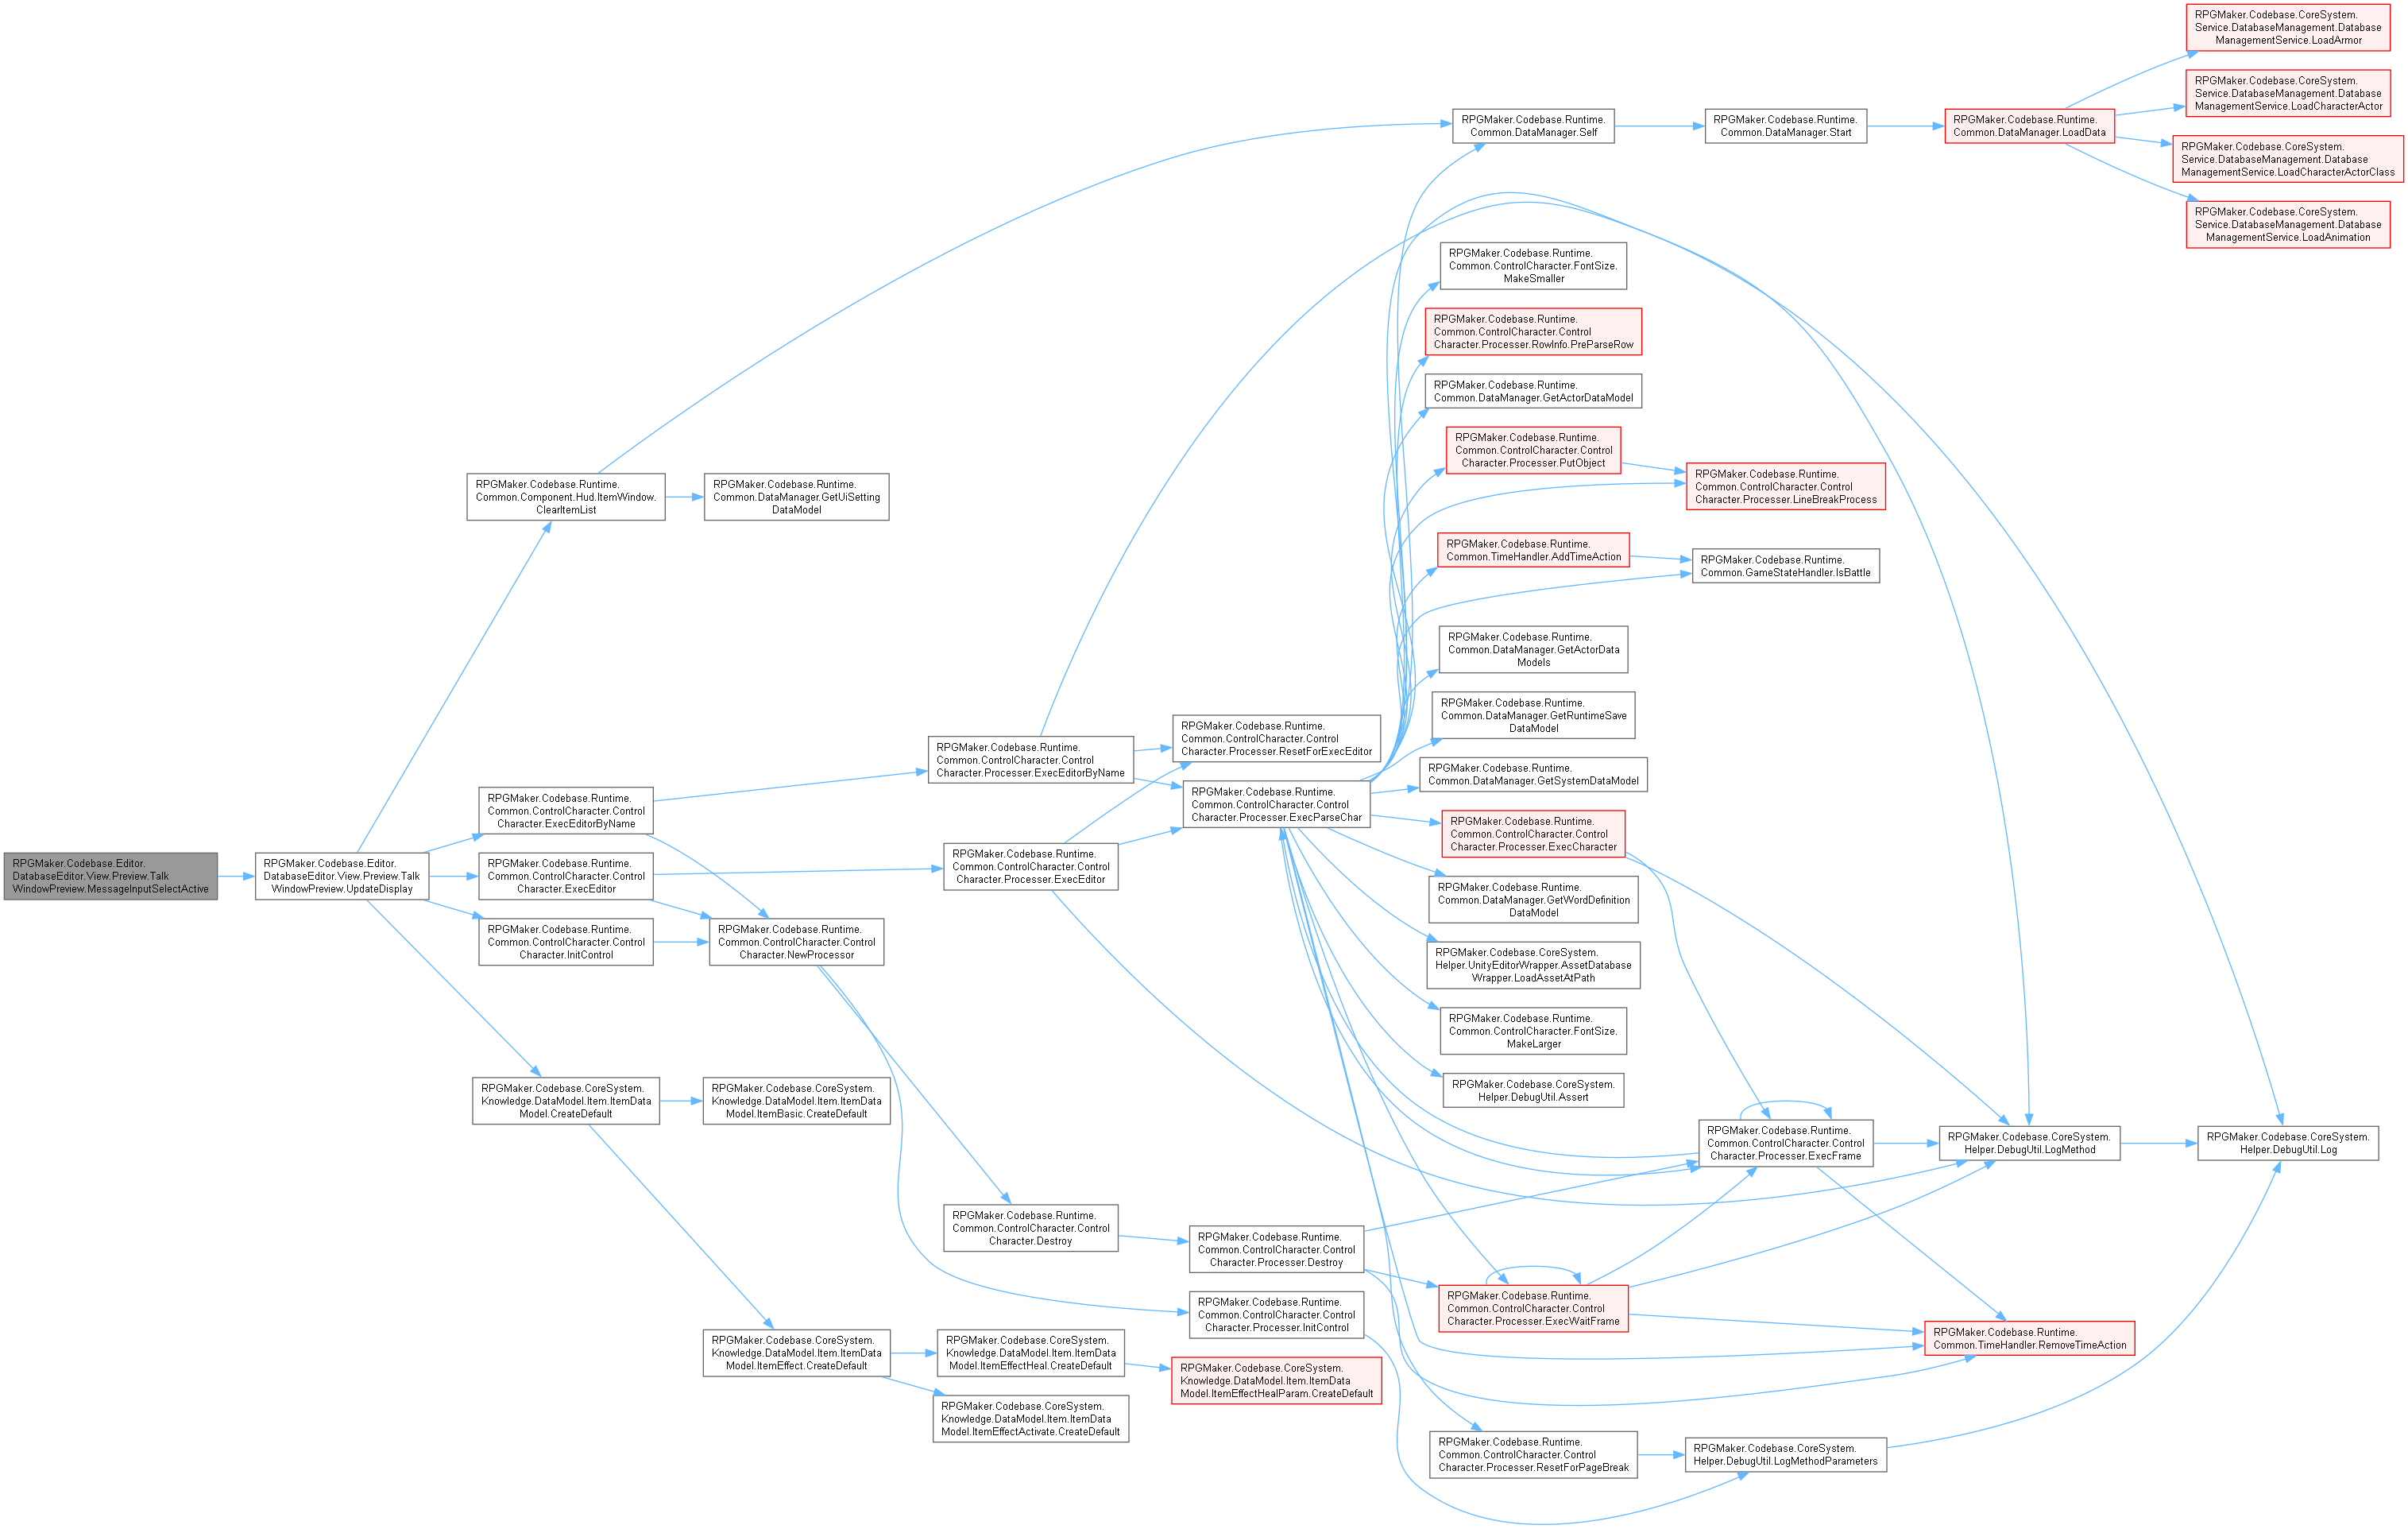 RPGMaker.Codebase.Editor.
DatabaseEditor.View.Preview.Talk
WindowPreview.MessageInputSelectActive
RPGMaker.Codebase.Editor.
DatabaseEditor.View.Preview.Talk
WindowPreview.UpdateDisplay
RPGMaker.Codebase.Runtime.
Common.Component.Hud.ItemWindow.
ClearItemList
RPGMaker.Codebase.Runtime.
Common.DataManager.GetUiSetting
DataModel
RPGMaker.Codebase.Runtime.
Common.ControlCharacter.Control
Character.ExecEditorByName
RPGMaker.Codebase.Runtime.
Common.ControlCharacter.Control
Character.ExecEditor
RPGMaker.Codebase.Runtime.
Common.ControlCharacter.Control
Character.InitControl
RPGMaker.Codebase.Runtime.
Common.ControlCharacter.Control
Character.NewProcessor
RPGMaker.Codebase.CoreSystem.
Knowledge.DataModel.Item.ItemData
Model.CreateDefault
RPGMaker.Codebase.CoreSystem.
Knowledge.DataModel.Item.ItemData
Model.ItemBasic.CreateDefault
RPGMaker.Codebase.CoreSystem.
Knowledge.DataModel.Item.ItemData
Model.ItemEffect.CreateDefault
RPGMaker.Codebase.Runtime.
Common.ControlCharacter.Control
Character.Processer.ExecEditorByName
RPGMaker.Codebase.Runtime.
Common.ControlCharacter.Control
Character.Processer.ExecEditor
RPGMaker.Codebase.Runtime.
Common.ControlCharacter.Control
Character.Destroy
RPGMaker.Codebase.CoreSystem.
Knowledge.DataModel.Item.ItemData
Model.ItemEffectHeal.CreateDefault
RPGMaker.Codebase.CoreSystem.
Knowledge.DataModel.Item.ItemData
Model.ItemEffectActivate.CreateDefault
RPGMaker.Codebase.Runtime.
Common.ControlCharacter.Control
Character.Processer.ResetForExecEditor
RPGMaker.Codebase.Runtime.
Common.ControlCharacter.Control
Character.Processer.ExecParseChar
RPGMaker.Codebase.Runtime.
Common.ControlCharacter.Control
Character.Processer.Destroy
RPGMaker.Codebase.Runtime.
Common.ControlCharacter.Control
Character.Processer.InitControl
RPGMaker.Codebase.CoreSystem.
Knowledge.DataModel.Item.ItemData
Model.ItemEffectHealParam.CreateDefault
RPGMaker.Codebase.Runtime.
Common.DataManager.Self
RPGMaker.Codebase.Runtime.
Common.ControlCharacter.FontSize.
MakeSmaller
RPGMaker.Codebase.Runtime.
Common.ControlCharacter.Control
Character.Processer.RowInfo.PreParseRow
RPGMaker.Codebase.Runtime.
Common.DataManager.GetActorDataModel
RPGMaker.Codebase.Runtime.
Common.ControlCharacter.Control
Character.Processer.PutObject
RPGMaker.Codebase.Runtime.
Common.TimeHandler.AddTimeAction
RPGMaker.Codebase.Runtime.
Common.DataManager.GetActorData
Models
RPGMaker.Codebase.Runtime.
Common.DataManager.GetRuntimeSave
DataModel
RPGMaker.Codebase.Runtime.
Common.DataManager.GetSystemDataModel
RPGMaker.Codebase.Runtime.
Common.ControlCharacter.Control
Character.Processer.ExecCharacter
RPGMaker.Codebase.Runtime.
Common.DataManager.GetWordDefinition
DataModel
RPGMaker.Codebase.CoreSystem.
Helper.UnityEditorWrapper.AssetDatabase
Wrapper.LoadAssetAtPath
RPGMaker.Codebase.Runtime.
Common.ControlCharacter.FontSize.
MakeLarger
RPGMaker.Codebase.CoreSystem.
Helper.DebugUtil.Assert
RPGMaker.Codebase.Runtime.
Common.ControlCharacter.Control
Character.Processer.ExecWaitFrame
RPGMaker.Codebase.Runtime.
Common.ControlCharacter.Control
Character.Processer.ResetForPageBreak
RPGMaker.Codebase.Runtime.
Common.DataManager.Start
RPGMaker.Codebase.Runtime.
Common.ControlCharacter.Control
Character.Processer.LineBreakProcess
RPGMaker.Codebase.Runtime.
Common.GameStateHandler.IsBattle
RPGMaker.Codebase.Runtime.
Common.ControlCharacter.Control
Character.Processer.ExecFrame
RPGMaker.Codebase.CoreSystem.
Helper.DebugUtil.LogMethodParameters
RPGMaker.Codebase.Runtime.
Common.DataManager.LoadData
RPGMaker.Codebase.CoreSystem.
Helper.DebugUtil.LogMethod
RPGMaker.Codebase.Runtime.
Common.TimeHandler.RemoveTimeAction
RPGMaker.Codebase.CoreSystem.
Service.DatabaseManagement.Database
ManagementService.LoadArmor
RPGMaker.Codebase.CoreSystem.
Service.DatabaseManagement.Database
ManagementService.LoadCharacterActor
RPGMaker.Codebase.CoreSystem.
Service.DatabaseManagement.Database
ManagementService.LoadCharacterActorClass
RPGMaker.Codebase.CoreSystem.
Service.DatabaseManagement.Database
ManagementService.LoadAnimation
RPGMaker.Codebase.CoreSystem.
Helper.DebugUtil.Log